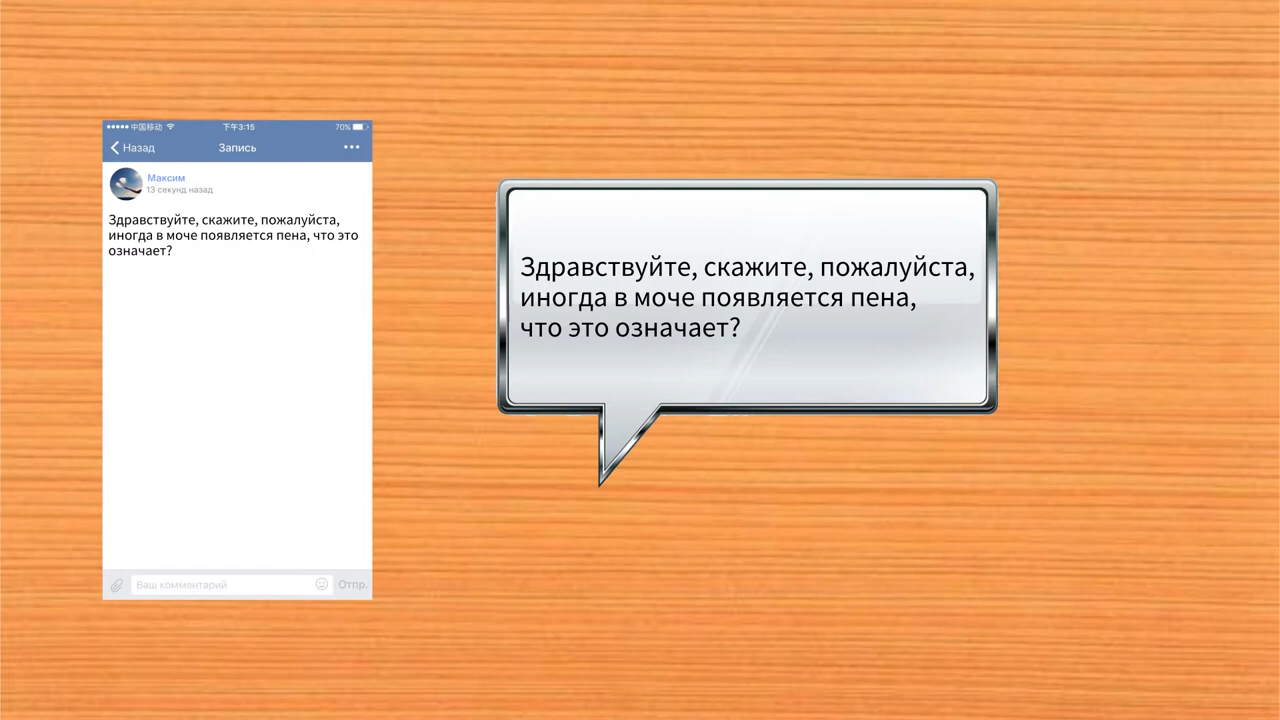 中国移动 下午3:15 70%
Назад Запись
Максим
13 секунд назад
Здравствуйте, скажите, пожалуйста,
иногда в моче появляется пена, что это
означает?
Ваш комментарий Отпр.
Здравствуйте, скажите, пожалуйста,
иногда в моче появляется пена,
что это означает?